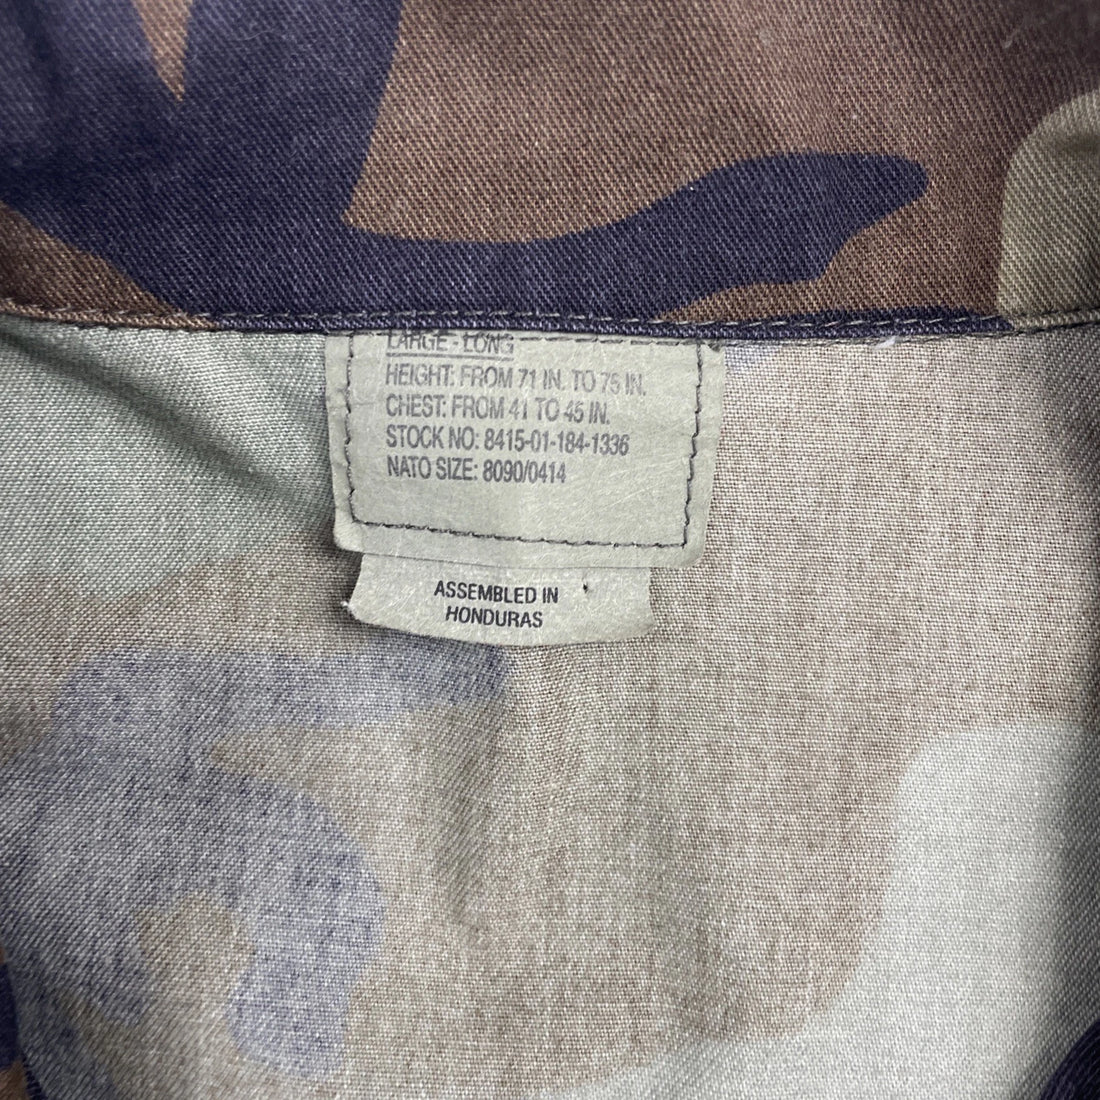 LARGE-LONG
HEIGHT: FROM 71 IN. TO 75 IN.
CHEST: FROM 41 TO 45 IN.
STOCK NO: 8415-01-184-1336
NATO SIZE: 8090/0414
ASSEMBLED IN
HONDURAS